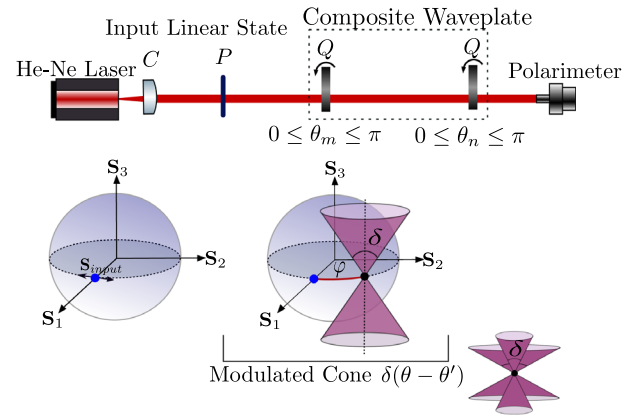 Composite Waveplate
Input Linear State
He-Ne Laser
C
P
Q
Q
Polarimeter
0 ≤ θ_m ≤ π
0 ≤ θ_n ≤ π
S_3
S_2
S_input
S_1
S_3
δ
S_2
φ
S_1
Modulated Cone δ(θ − θ′)
δ